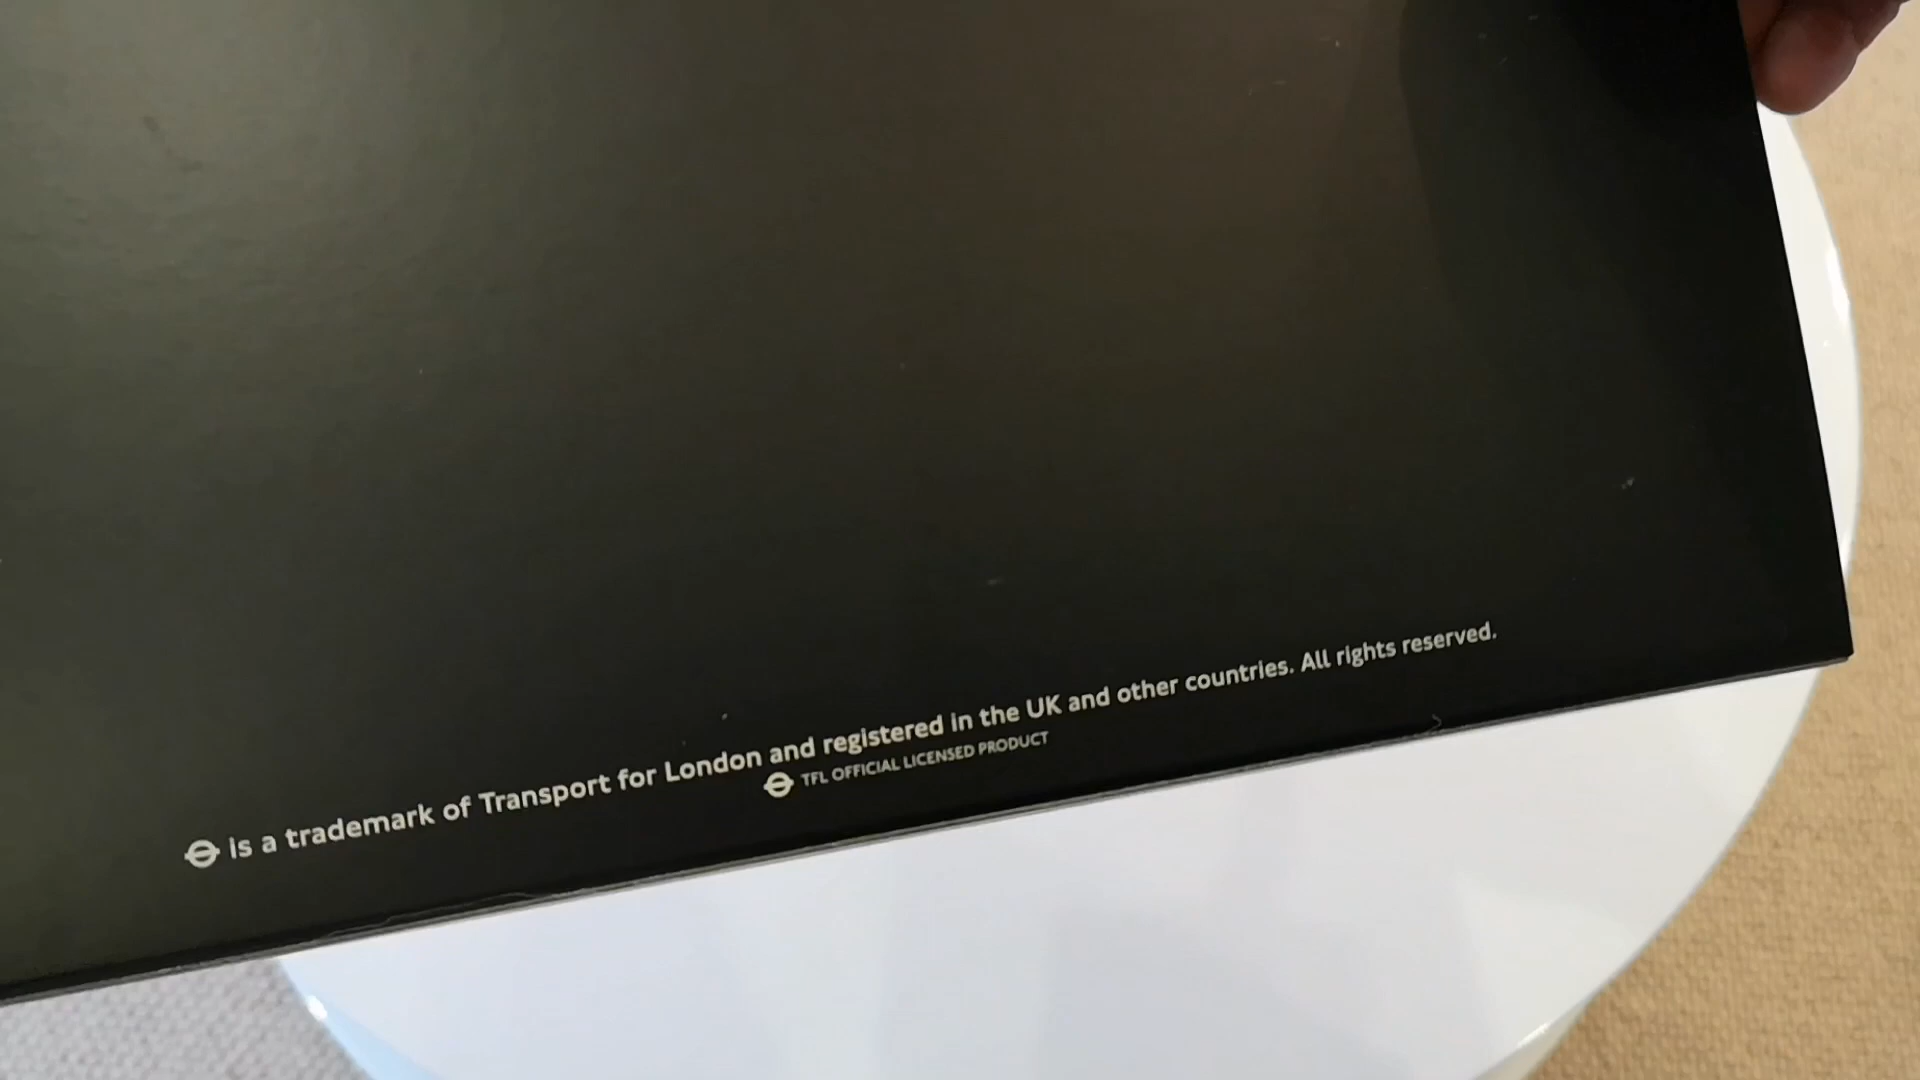 is a trademark of Transport for London and registered in the UK and other countries. All rights reserved.
TFL OFFICIAL LICENSED PRODUCT